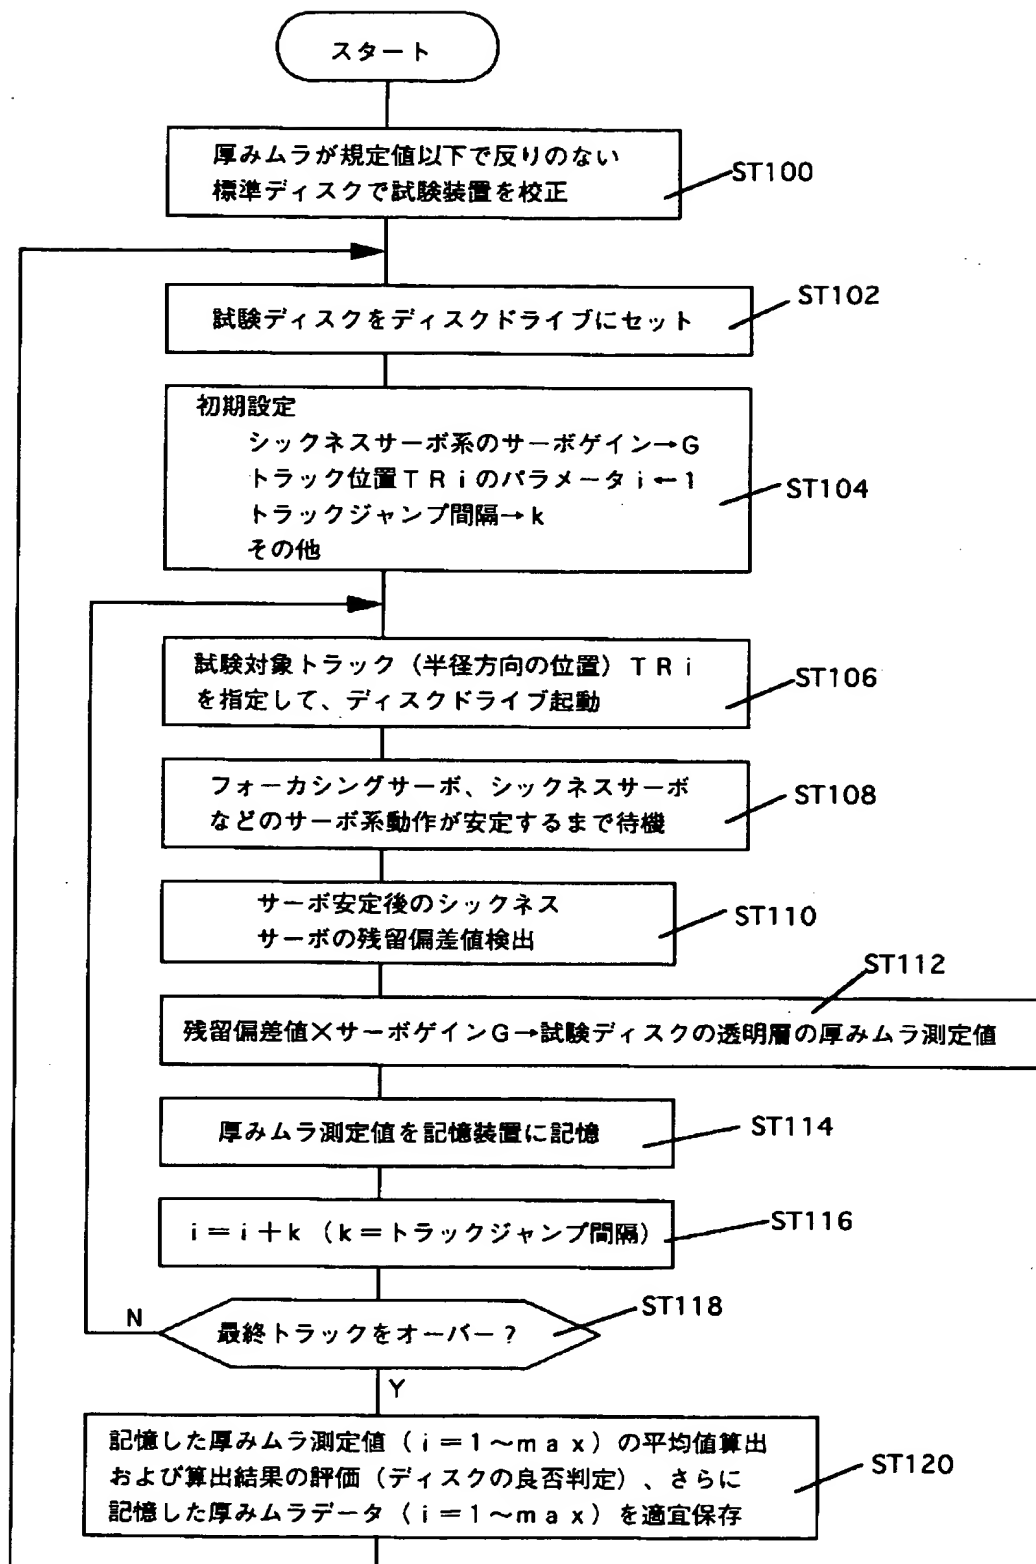 スタート
厚みムラが規定値以下で反りのない
標準ディスクで試験装置を校正
ST100
試験ディスクをディスクドライブにセット
ST102
初期設定
シックネスサーボ系のサーボゲイン→G
トラック位置TRiのパラメータi←1
トラックジャンプ間隔→k
その他
ST104
試験対象トラック(半径方向の位置)TRi
を指定して、ディスクドライブ起動
ST106
フォーカシングサーボ、シックネスサーボ
などのサーボ系動作が安定するまで待機
ST108
サーボ安定後のシックネス
サーボの残留偏差値検出
ST110
残留偏差値×サーボゲインG→試験ディスクの透明層の厚みムラ測定値
ST112
厚みムラ測定値を記憶装置に記憶
ST114
i=i+k(k=トラックジャンプ間隔)
ST116
最終トラックをオーバー?
ST118
N
Y
記憶した厚みムラ測定値(i=1~max)の平均値算出
および算出結果の評価(ディスクの良否判定)、さらに
記憶した厚みムラデータ(i=1~max)を適宜保存
ST120